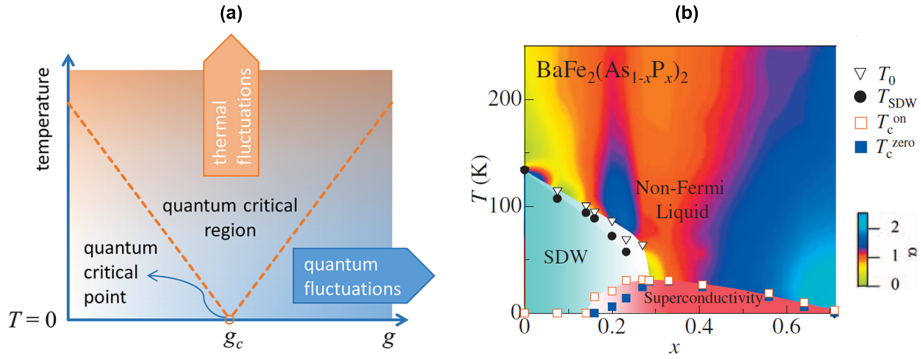 (a)
temperature
thermal
fluctuations
quantum critical
region
quantum
critical
point
quantum
fluctuations
T = 0
g_c
g
(b)
BaFe₂(As₁₋ₓPₓ)₂
200
100
0
T (K)
Non-Fermi
Liquid
SDW
Superconductivity
0
0.2
0.4
0.6
x
T₀
T_SDW
T_c^on
T_c^zero
2
1
0
α